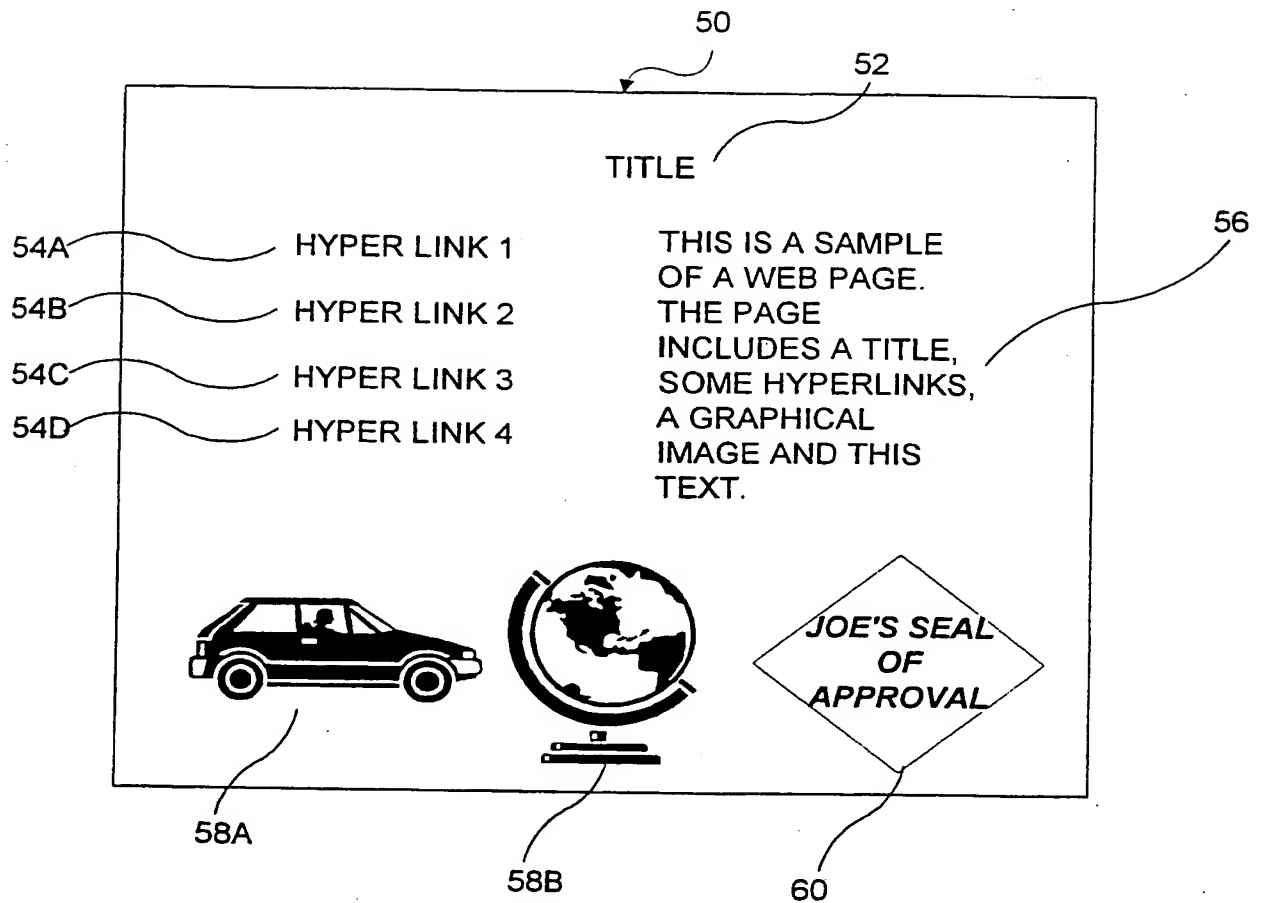 50
52
TITLE
54A
HYPER LINK 1
54B
HYPER LINK 2
54C
HYPER LINK 3
54D
HYPER LINK 4
THIS IS A SAMPLE
OF A WEB PAGE.
THE PAGE
INCLUDES A TITLE,
SOME HYPERLINKS,
A GRAPHICAL
IMAGE AND THIS
TEXT.
56
JOE'S SEAL
OF
APPROVAL
58A
58B
60